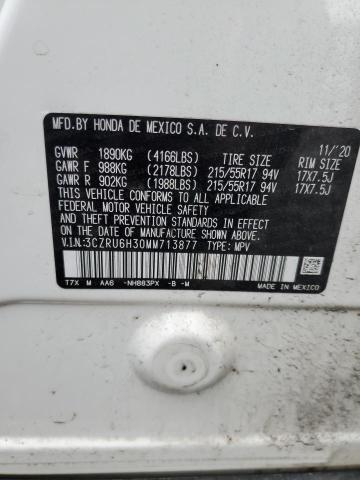 MFD.BY HONDA DE MEXICO S.A. DE C.V.
11/'20
GVWR 1890KG (4166LBS) TIRE SIZE RIM SIZE
GAWR F 988KG (2178LBS) 215/55R17 94V 17X7.5J
GAWR R 902KG (1988LBS) 215/55R17 94V 17X7.5J
THIS VEHICLE CONFORMS TO ALL APPLICABLE
FEDERAL MOTOR VEHICLE SAFETY
AND THEFT PREVENTION STANDARDS IN EFFECT ON
THE DATE OF MANUFACTURE SHOWN ABOVE.
V.I.N:3CZRU6H30MM713877 TYPE: MPV
T7X M AA6 -NH883PX -B -M
MADE IN MEXICO